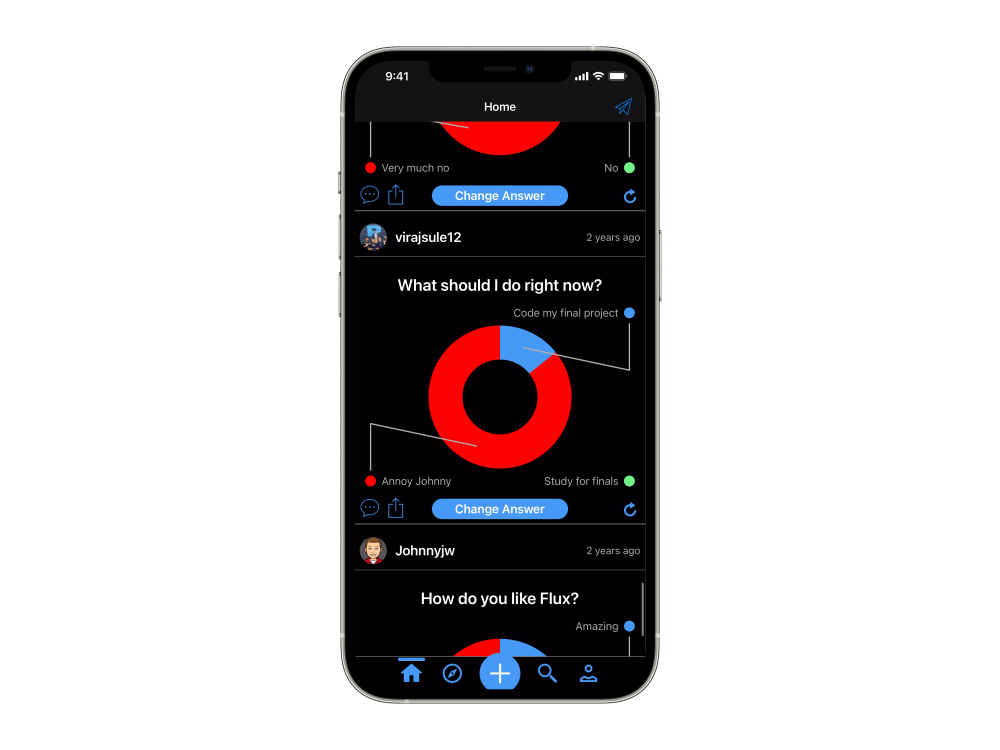 9:41
Home
Very much no
No
Change Answer
virajsule12
2 years ago
What should I do right now?
Code my final project
Annoy Johnny
Study for finals
Change Answer
Johnnyjw
2 years ago
How do you like Flux?
Amazing